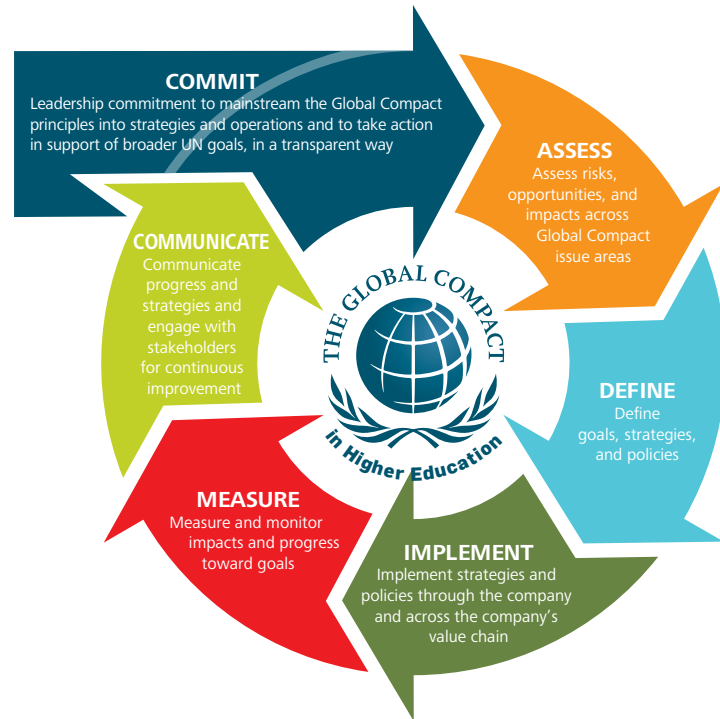 COMMIT
Leadership commitment to mainstream the Global Compact
principles into strategies and operations and to take action
in support of broader UN goals, in a transparent way
ASSESS
Assess risks,
opportunities, and
impacts across
Global Compact
issue areas
DEFINE
Define
goals, strategies,
and policies
IMPLEMENT
Implement strategies and
policies through the company
and across the company’s
value chain
MEASURE
Measure and monitor
impacts and progress
toward goals
COMMUNICATE
Communicate
progress and
strategies and
engage with
stakeholders
for continuous
improvement
THE GLOBAL COMPACT
in Higher Education